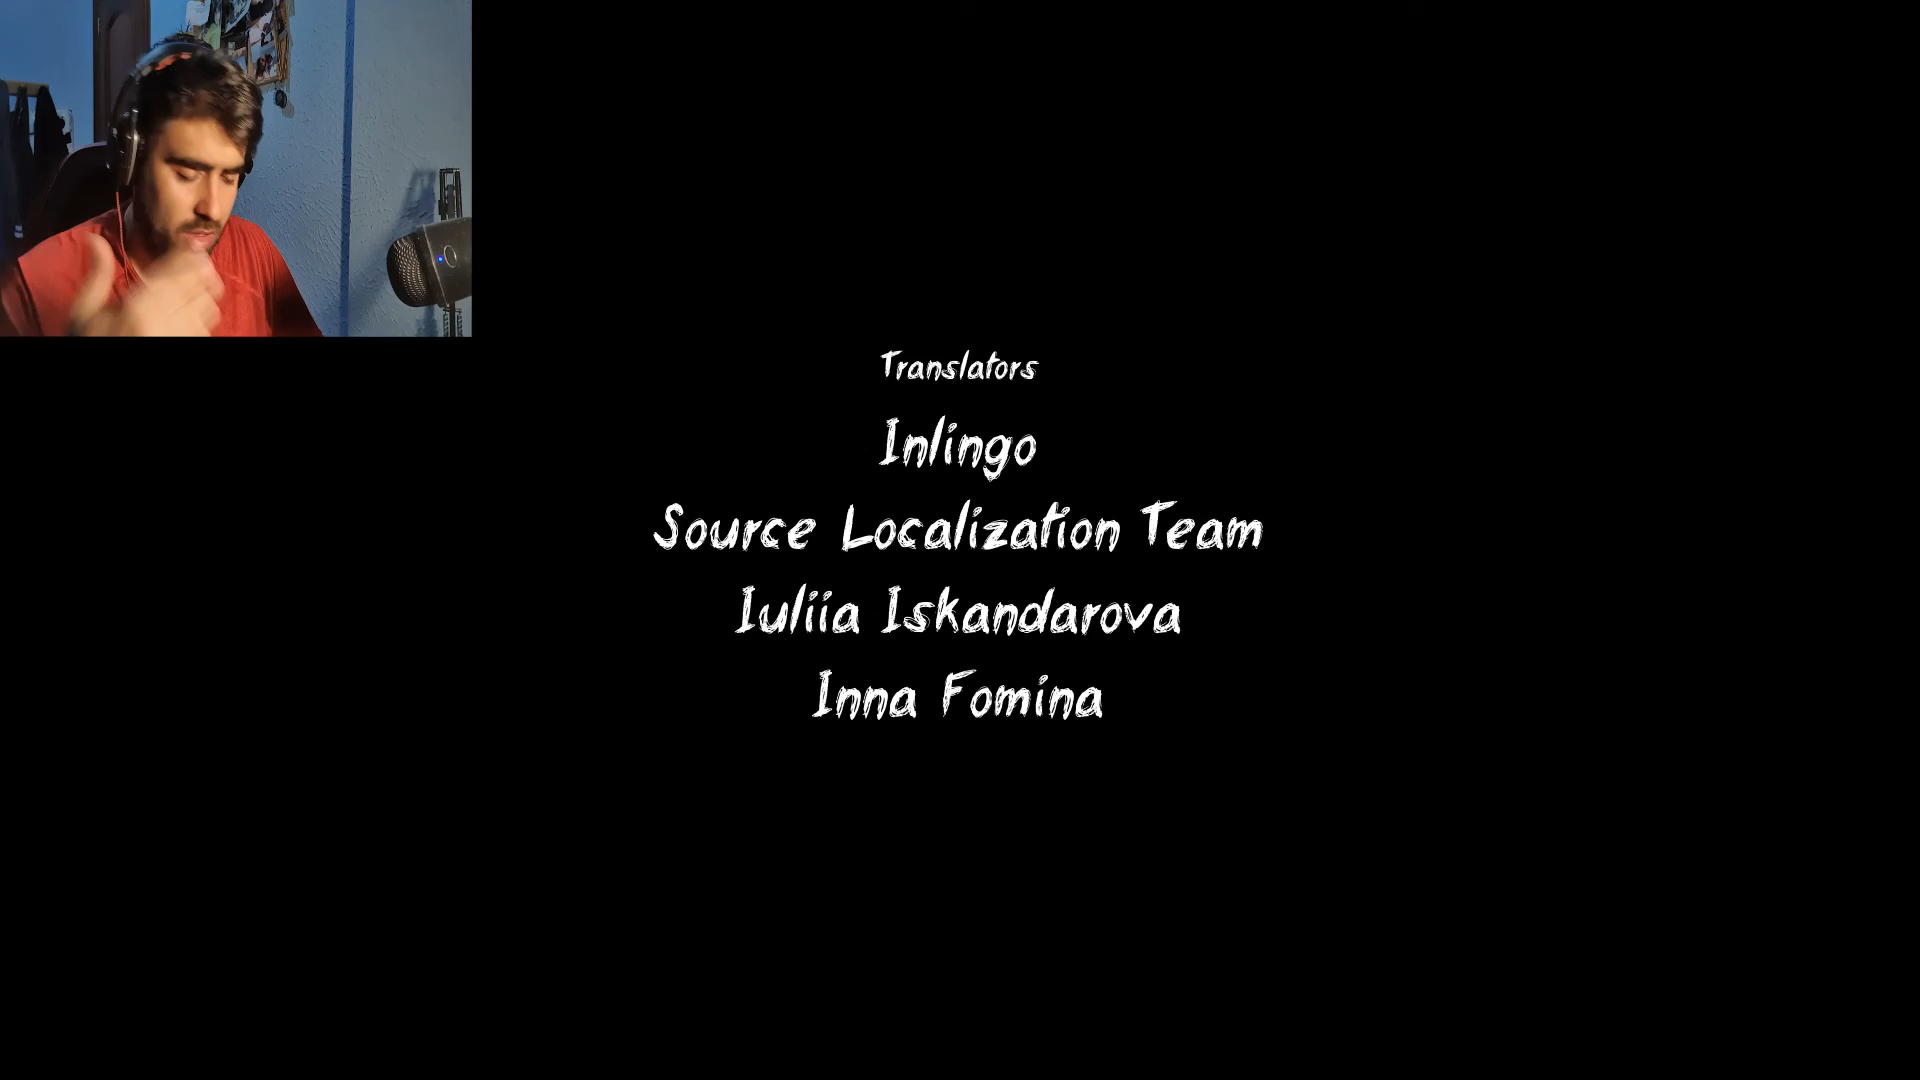 Translators
Inlingo
Source Localization Team
Iuliia Iskandarova
Inna Fomina